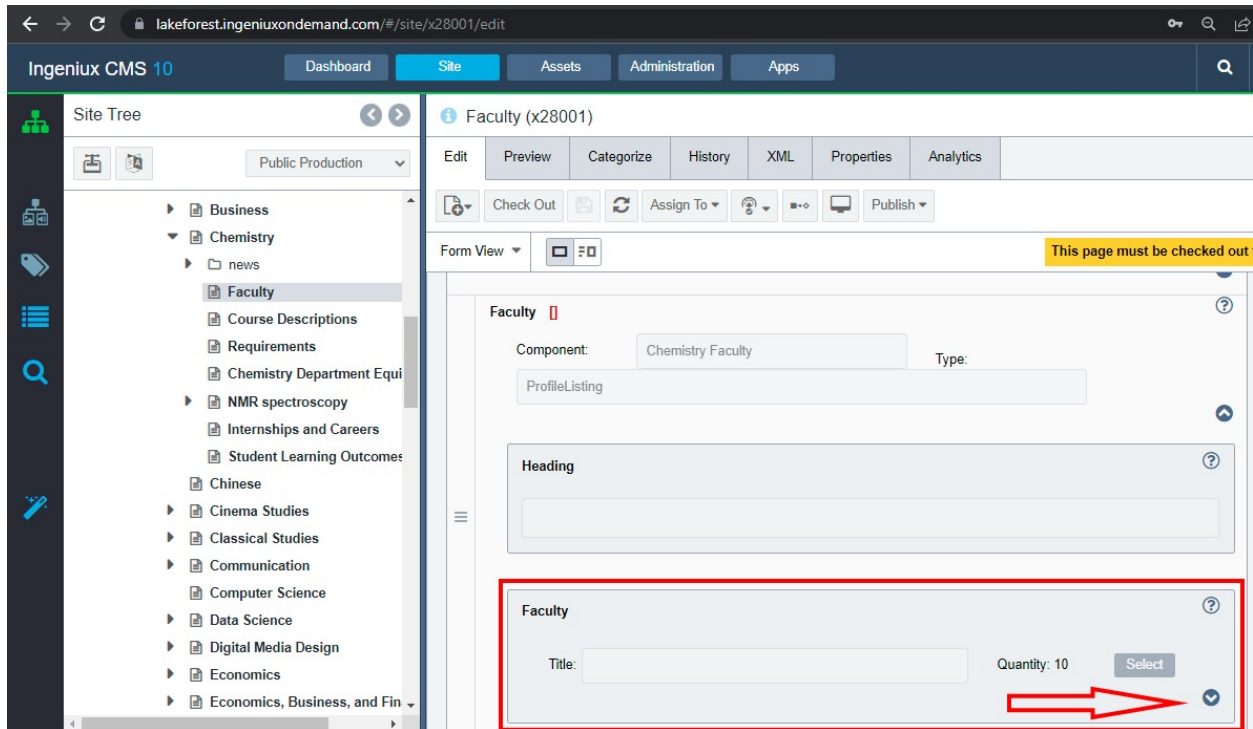 lakeforest.ingeniuxondemand.com/#/site/x28001/edit
Ingeniux CMS 10
Dashboard
Site
Assets
Administration
Apps
Site Tree
Public Production
Business
Chemistry
news
Faculty
Course Descriptions
Requirements
Chemistry Department Equi
NMR spectroscopy
Internships and Careers
Student Learning Outcomes
Chinese
Cinema Studies
Classical Studies
Communication
Computer Science
Data Science
Digital Media Design
Economics
Economics, Business, and Fin
Faculty (x28001)
Edit
Preview
Categorize
History
XML
Properties
Analytics
Check Out
Assign To
Publish
Form View
This page must be checked out
Faculty []
Component: Chemistry Faculty
Type:
ProfileListing
Heading
Faculty
Title:
Quantity: 10
Select